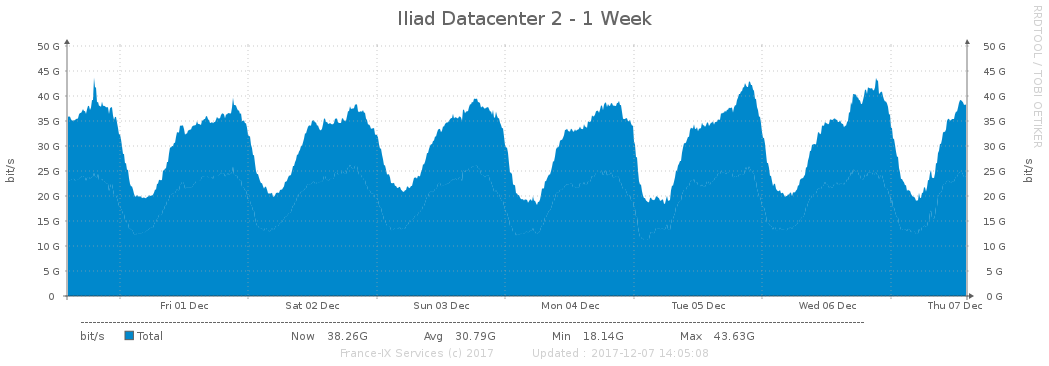 Iliad Datacenter 2 - 1 Week
RRDTOOL / TOBI OETIKER
50 G 50 G
45 G 45 G
40 G 40 G
35 G 35 G
30 G 30 G
25 G 25 G
20 G 20 G
15 G 15 G
10 G 10 G
5 G 5 G
0 0 G
bit/s bit/s
Fri 01 Dec Sat 02 Dec Sun 03 Dec Mon 04 Dec Tue 05 Dec Wed 06 Dec Thu 07 Dec
bit/s Total Now 38.26G Avg 30.79G Min 18.14G Max 43.63G
France-IX Services (c) 2017 Updated : 2017-12-07 14:05:08